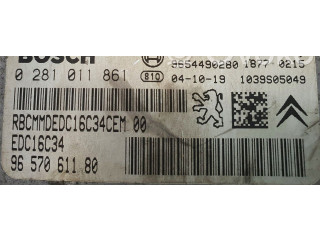 BOSCH 9654490280 1877 0215
0 281 011 861 810 04-10-19 1039S05049
RBCMMDEDC16C34CEM 00
EDC16C34
96 570 611 80